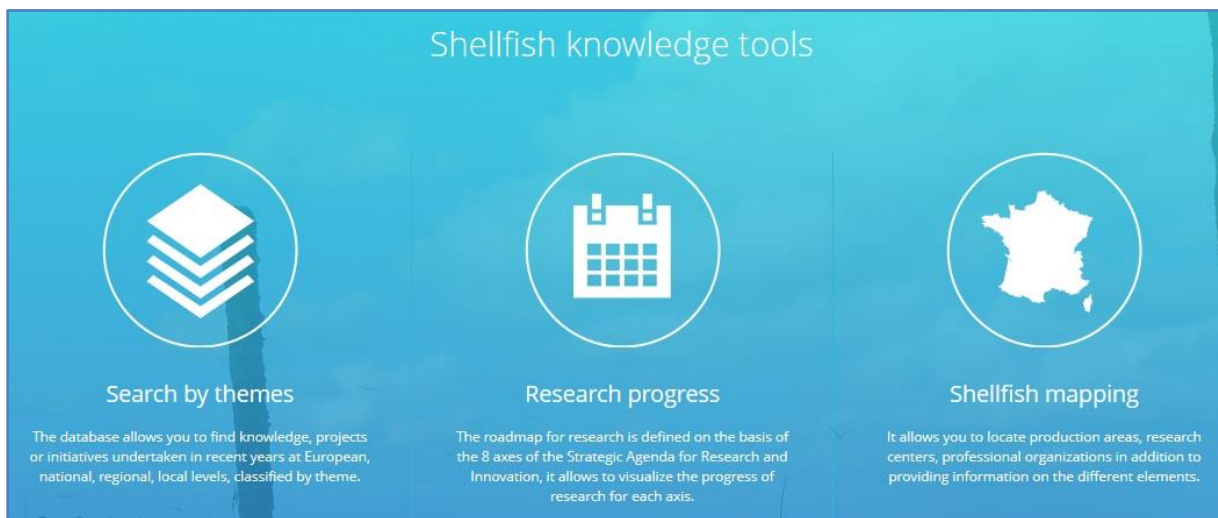 Shellfish knowledge tools
Search by themes
The database allows you to find knowledge, projects
or initiatives undertaken in recent years at European,
national, regional, local levels, classified by theme.
Research progress
The roadmap for research is defined on the basis of
the 8 axes of the Strategic Agenda for Research and
Innovation, it allows to visualize the progress of
research for each axis.
Shellfish mapping
It allows you to locate production areas, research
centers, professional organizations in addition to
providing information on the different elements.